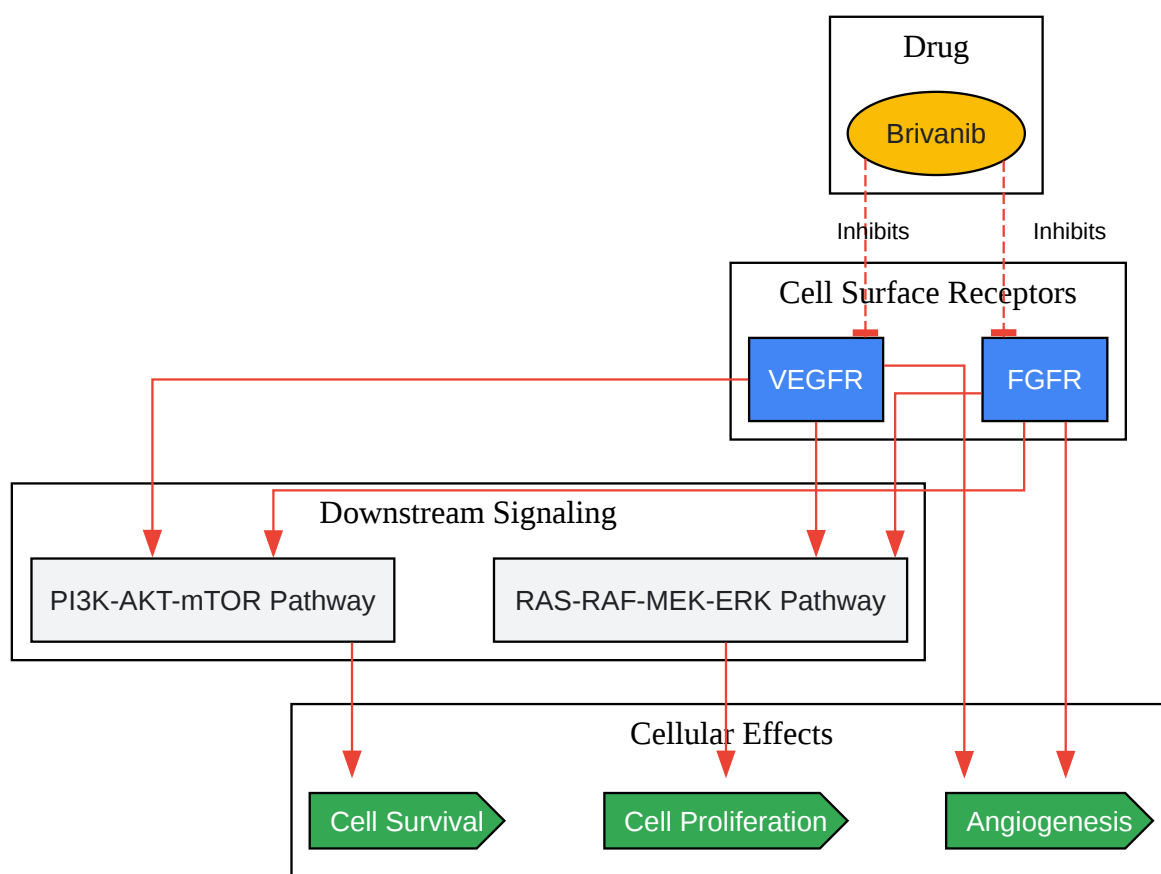 Drug
Brivanib
Inhibits
Inhibits
Cell Surface Receptors
VEGFR
FGFR
Downstream Signaling
PI3K-AKT-mTOR Pathway
RAS-RAF-MEK-ERK Pathway
Cellular Effects
Cell Survival
Cell Proliferation
Angiogenesis